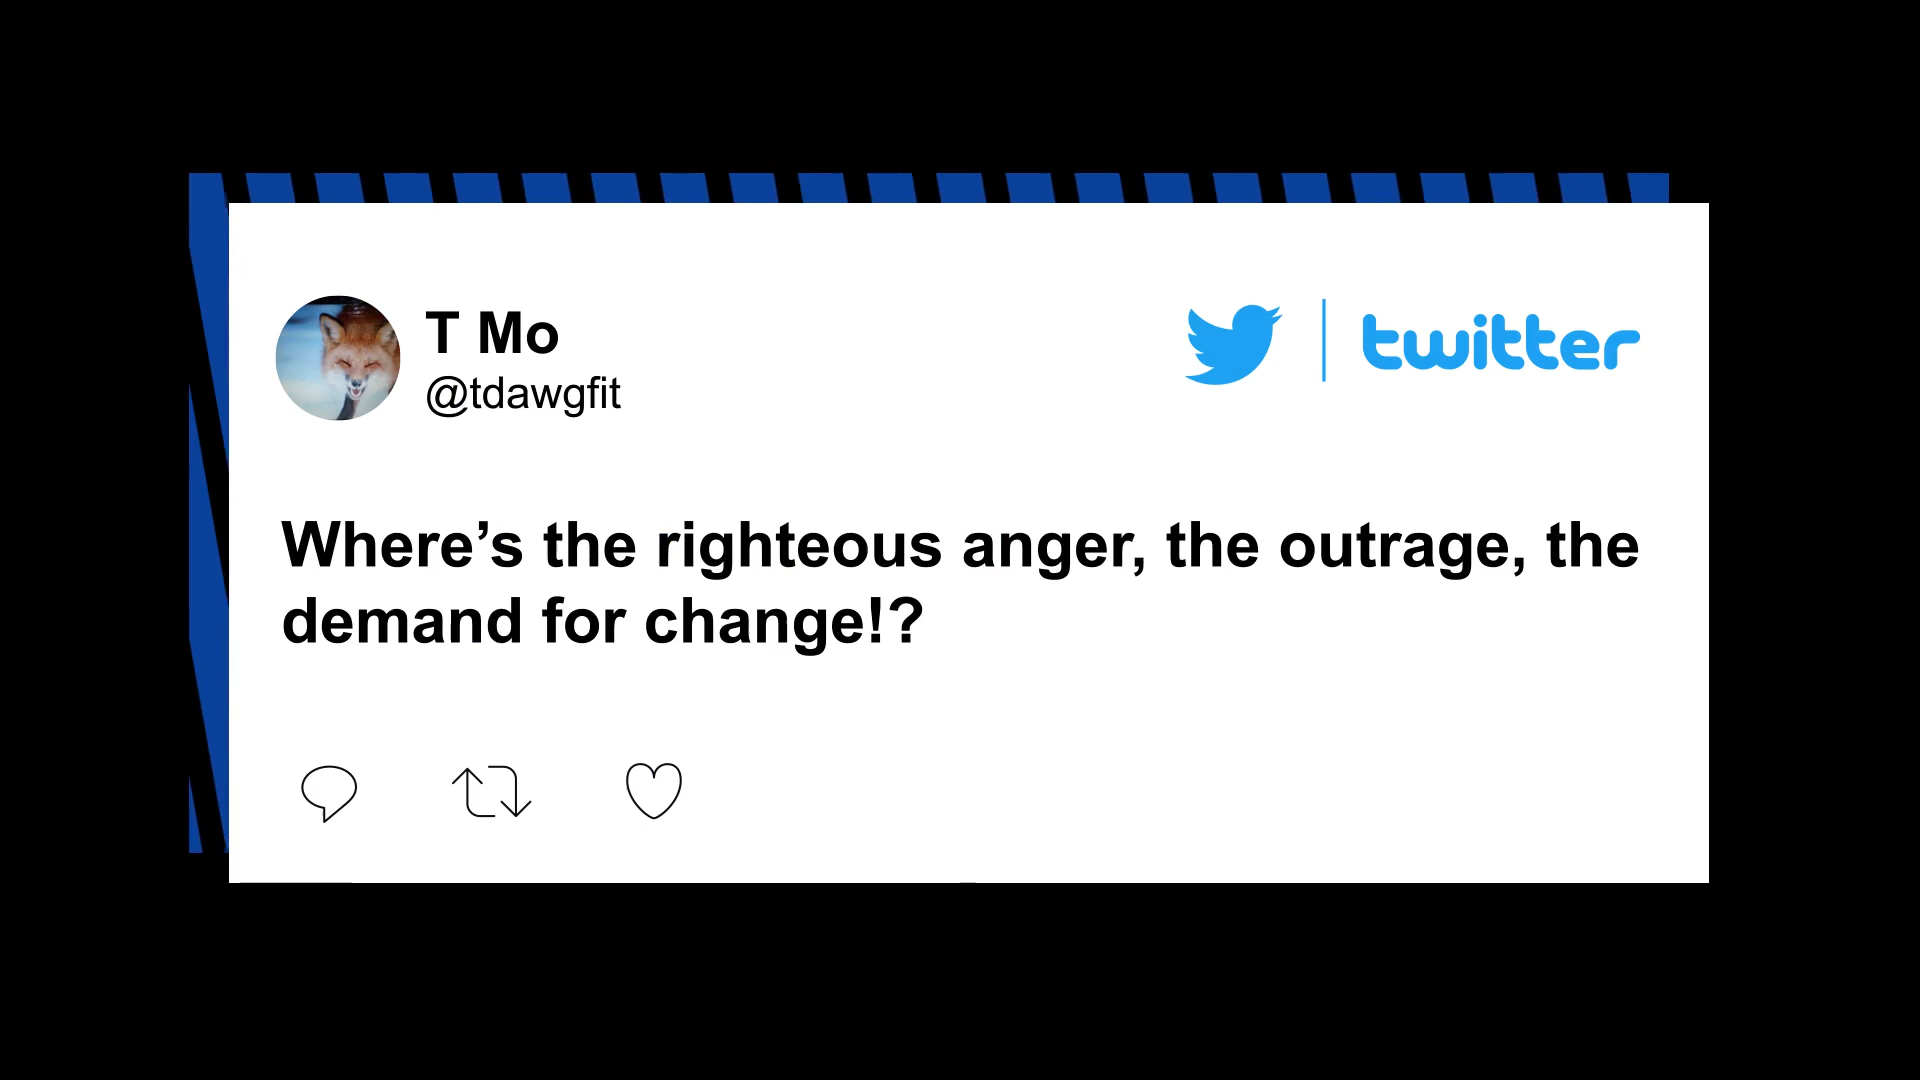 T Mo
@tdawgfit
twitter
Where’s the righteous anger, the outrage, the
demand for change!?